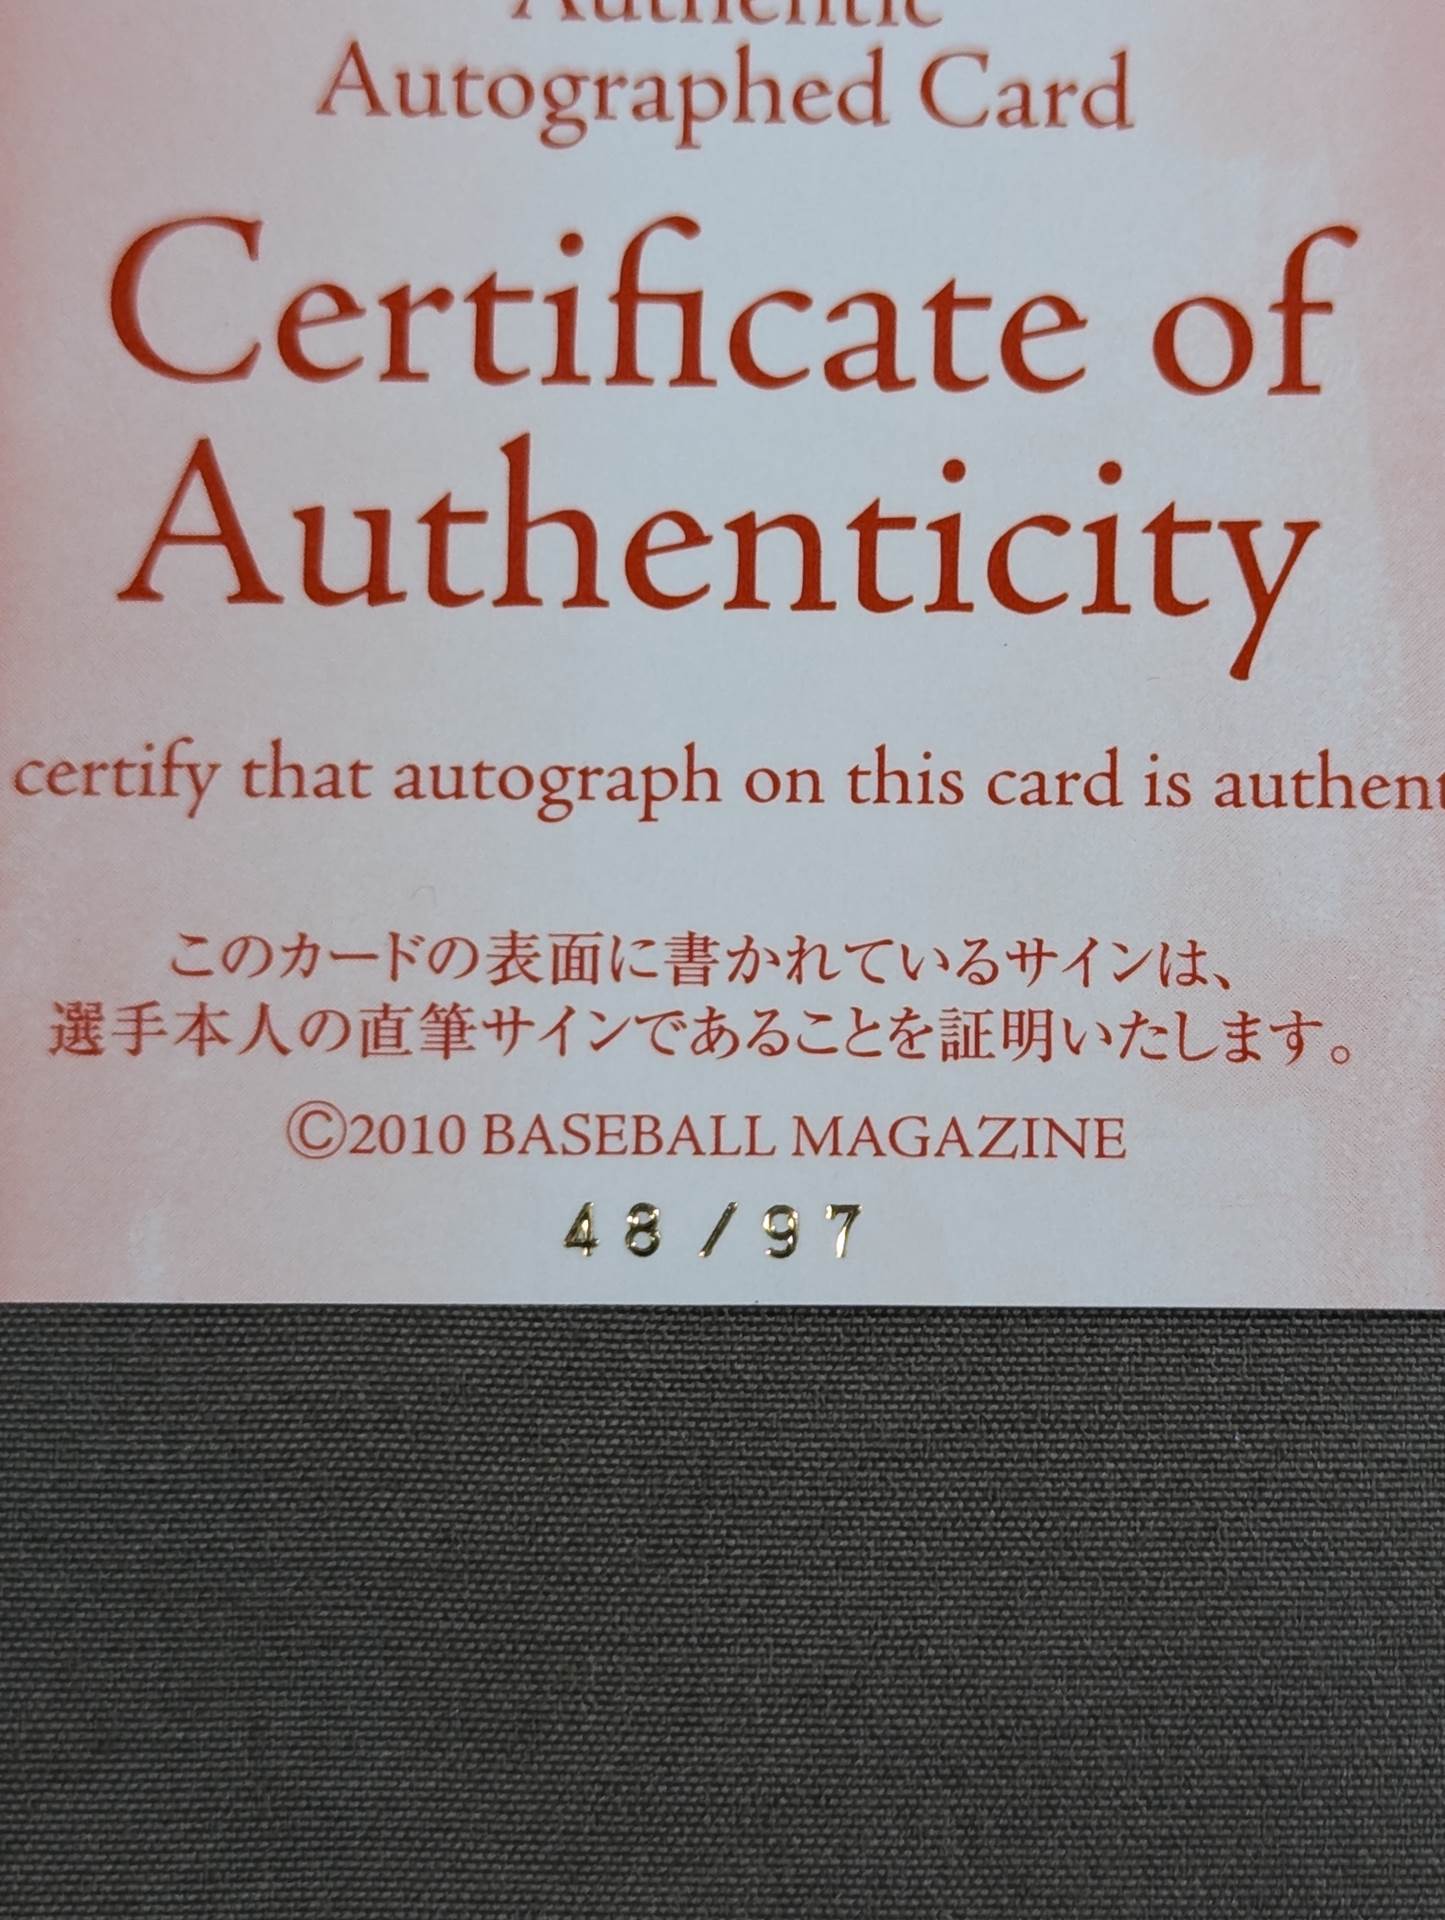 Authentic
Autographed Card
Certificate of
Authenticity
certify that autograph on this card is authent
このカードの表面に書かれているサインは、
選手本人の直筆サインであることを証明いたします。
©2010 BASEBALL MAGAZINE
48/97